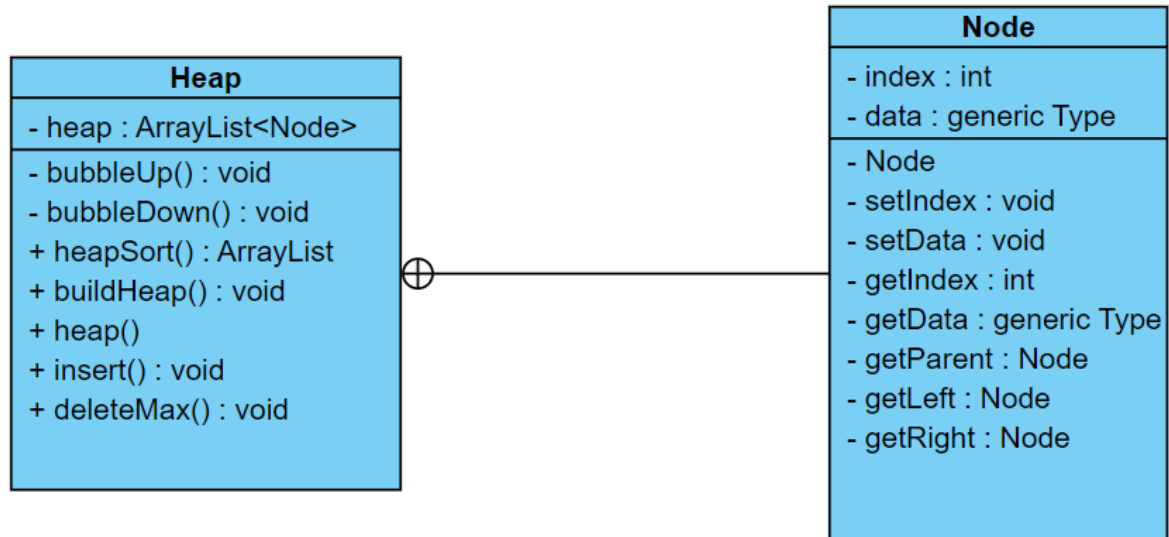 Heap
- heap : ArrayList<Node>
- bubbleUp() : void
- bubbleDown() : void
+ heapSort() : ArrayList
+ buildHeap() : void
+ heap()
+ insert() : void
+ deleteMax() : void
Node
- index : int
- data : generic Type
- Node
- setIndex : void
- setData : void
- getIndex : int
- getData : generic Type
- getParent : Node
- getLeft : Node
- getRight : Node